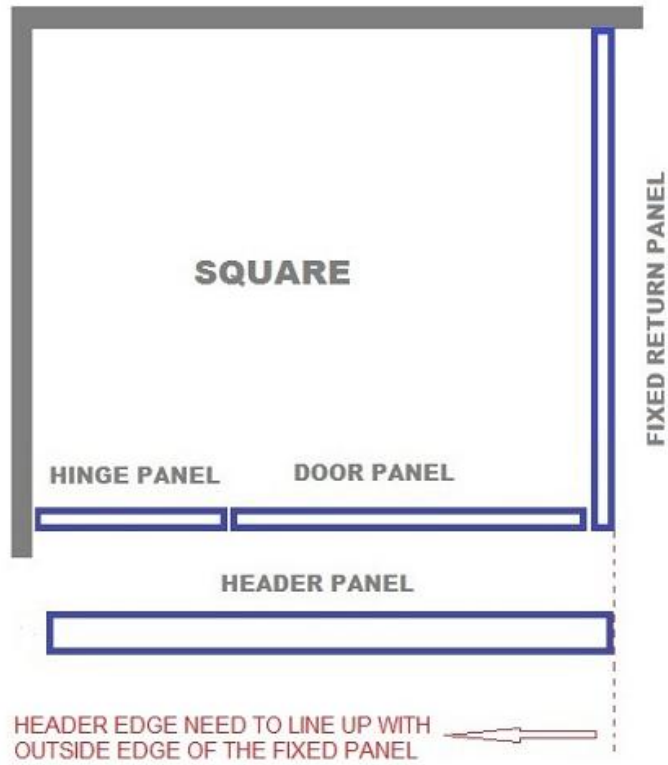 FIXED RETURN PANEL
SQUARE
HINGE PANEL
DOOR PANEL
HEADER PANEL
HEADER EDGE NEED TO LINE UP WITH
OUTSIDE EDGE OF THE FIXED PANEL